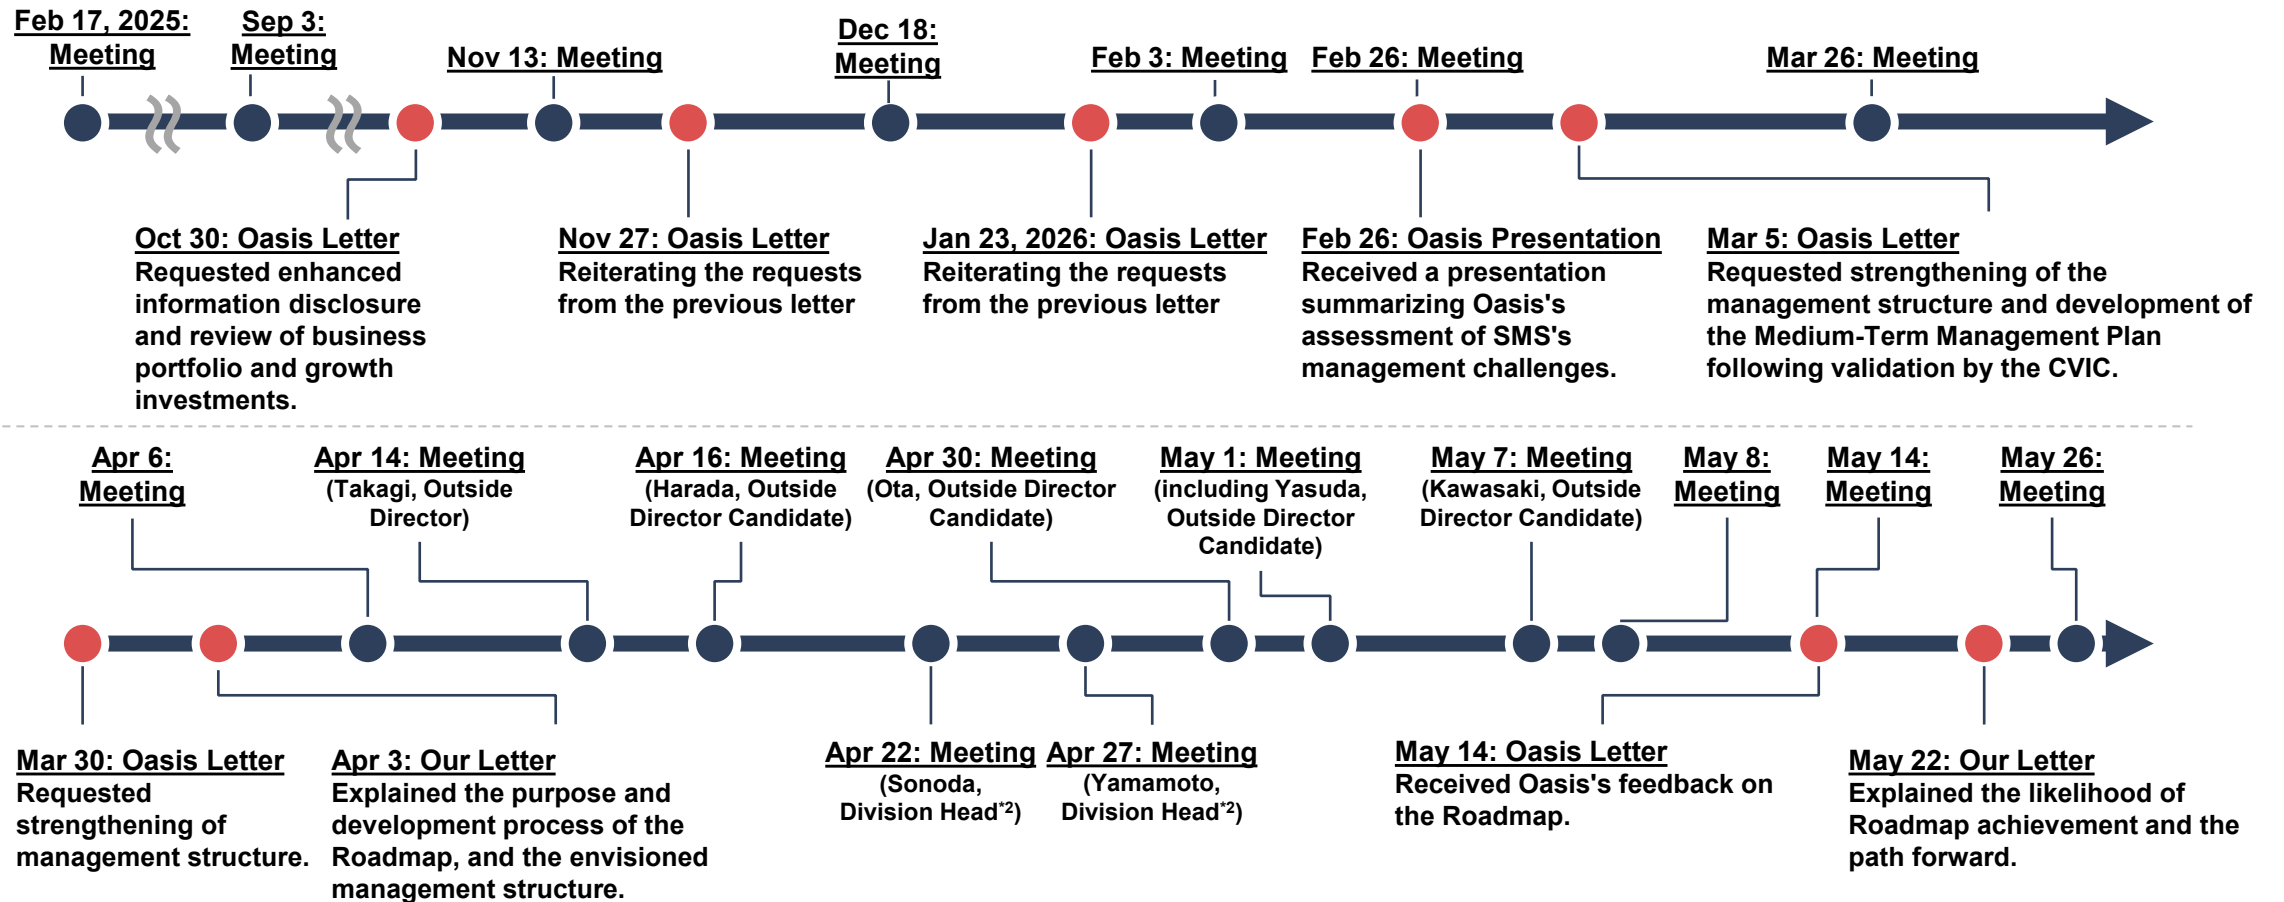 Feb 17, 2025:
Meeting
Sep 3:
Meeting
Nov 13: Meeting
Dec 18:
Meeting
Feb 3: Meeting
Feb 26: Meeting
Mar 26: Meeting
Oct 30: Oasis Letter
Requested enhanced
information disclosure
and review of business
portfolio and growth
investments.
Nov 27: Oasis Letter
Reiterating the requests
from the previous letter
Jan 23, 2026: Oasis Letter
Reiterating the requests
from the previous letter
Feb 26: Oasis Presentation
Received a presentation
summarizing Oasis's
assessment of SMS's
management challenges.
Mar 5: Oasis Letter
Requested strengthening of the
management structure and development of
the Medium-Term Management Plan
following validation by the CVIC.
Apr 6:
Meeting
Apr 14: Meeting
(Takagi, Outside
Director)
Apr 16: Meeting
(Harada, Outside
Director Candidate)
Apr 30: Meeting
(Ota, Outside Director
Candidate)
May 1: Meeting
(including Yasuda,
Outside Director
Candidate)
May 7: Meeting
(Kawasaki, Outside
Director Candidate)
May 8:
Meeting
May 14:
Meeting
May 26:
Meeting
Mar 30: Oasis Letter
Requested
strengthening of
management structure.
Apr 3: Our Letter
Explained the purpose and
development process of the
Roadmap, and the envisioned
management structure.
Apr 22: Meeting
(Sonoda,
Division Head*2)
Apr 27: Meeting
(Yamamoto,
Division Head*2)
May 14: Oasis Letter
Received Oasis's feedback on
the Roadmap.
May 22: Our Letter
Explained the likelihood of
Roadmap achievement and the
path forward.